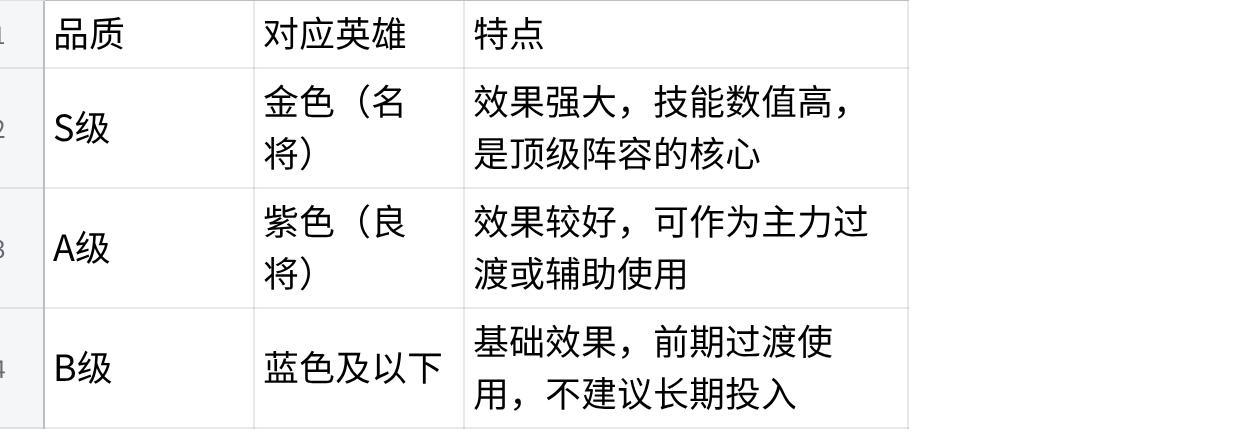 品质
对应英雄
特点
S级
金色（名
将）
效果强大，技能数值高，
是顶级阵容的核心
A级
紫色（良
将）
效果较好，可作为主力过
渡或辅助使用
B级
蓝色及以下
基础效果，前期过渡使
用，不建议长期投入